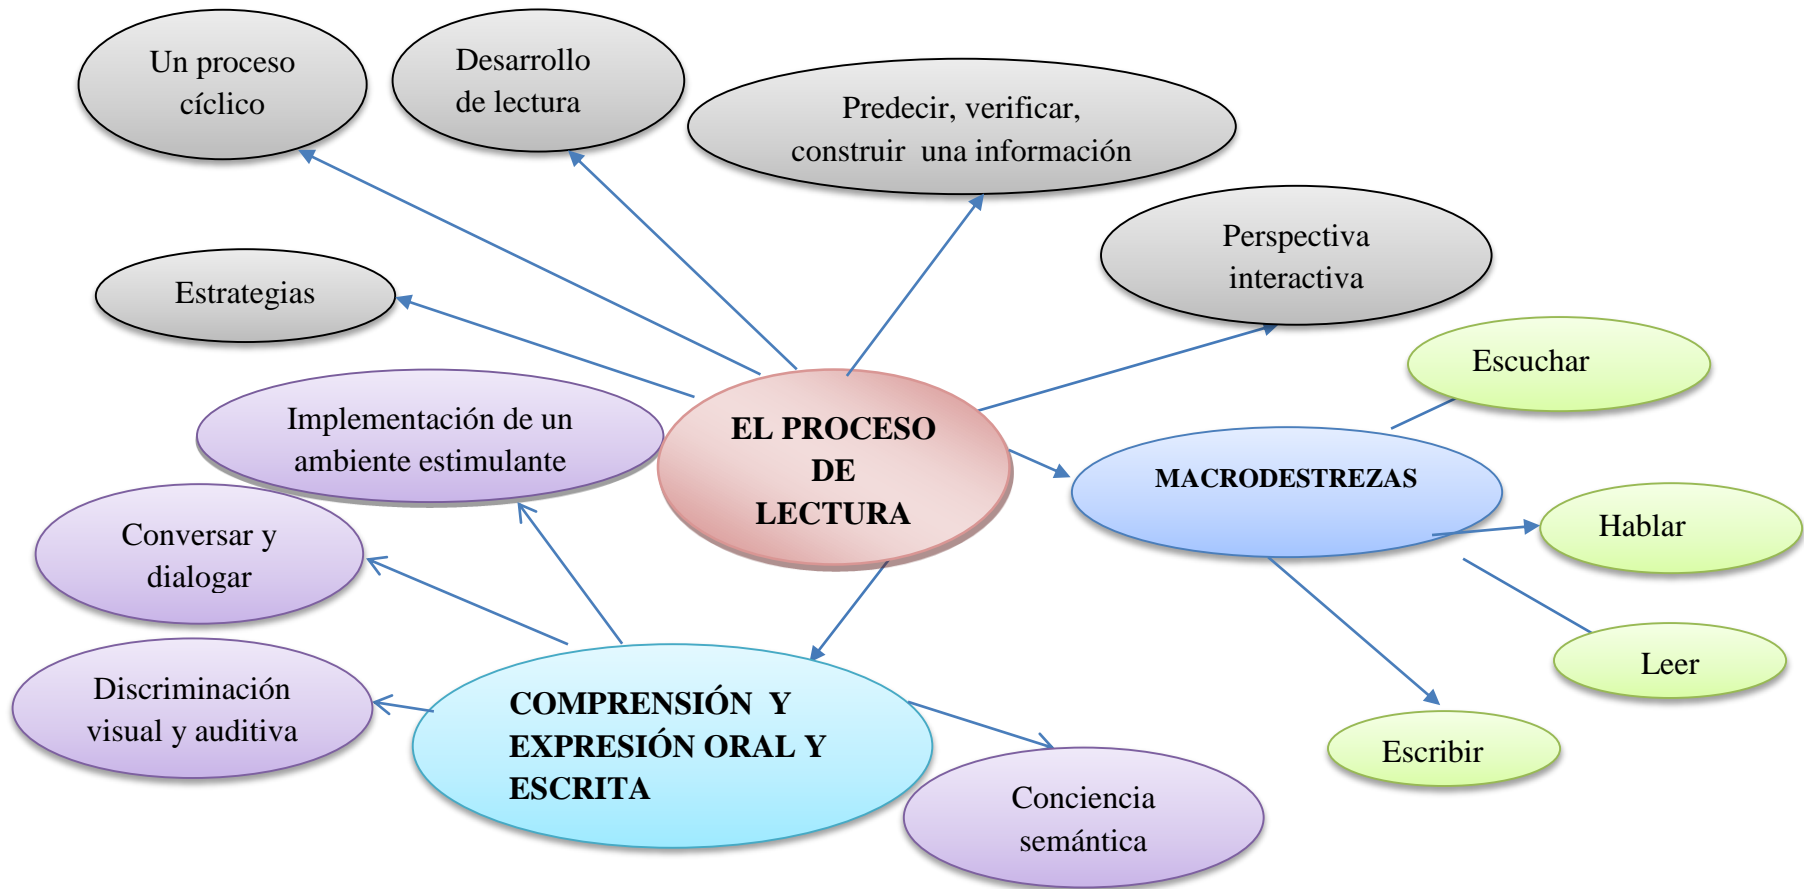 Un proceso
cíclico
Desarrollo
de lectura
Predecir, verificar,
construir una información
Perspectiva
interactiva
Estrategias
Escuchar
Implementación de un
ambiente estimulante
EL PROCESO
DE
LECTURA
MACRODESTREZAS
Hablar
Conversar y
dialogar
Leer
Discriminación
visual y auditiva
COMPRENSIÓN Y
EXPRESIÓN ORAL Y
ESCRITA
Escribir
Conciencia
semántica